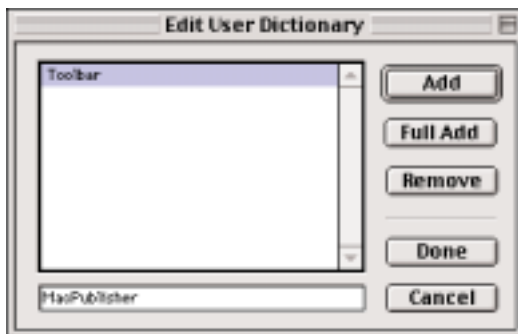 Edit User Dictionary
Toolbar
Add
Full Add
Remove
Done
MacPublisher
Cancel